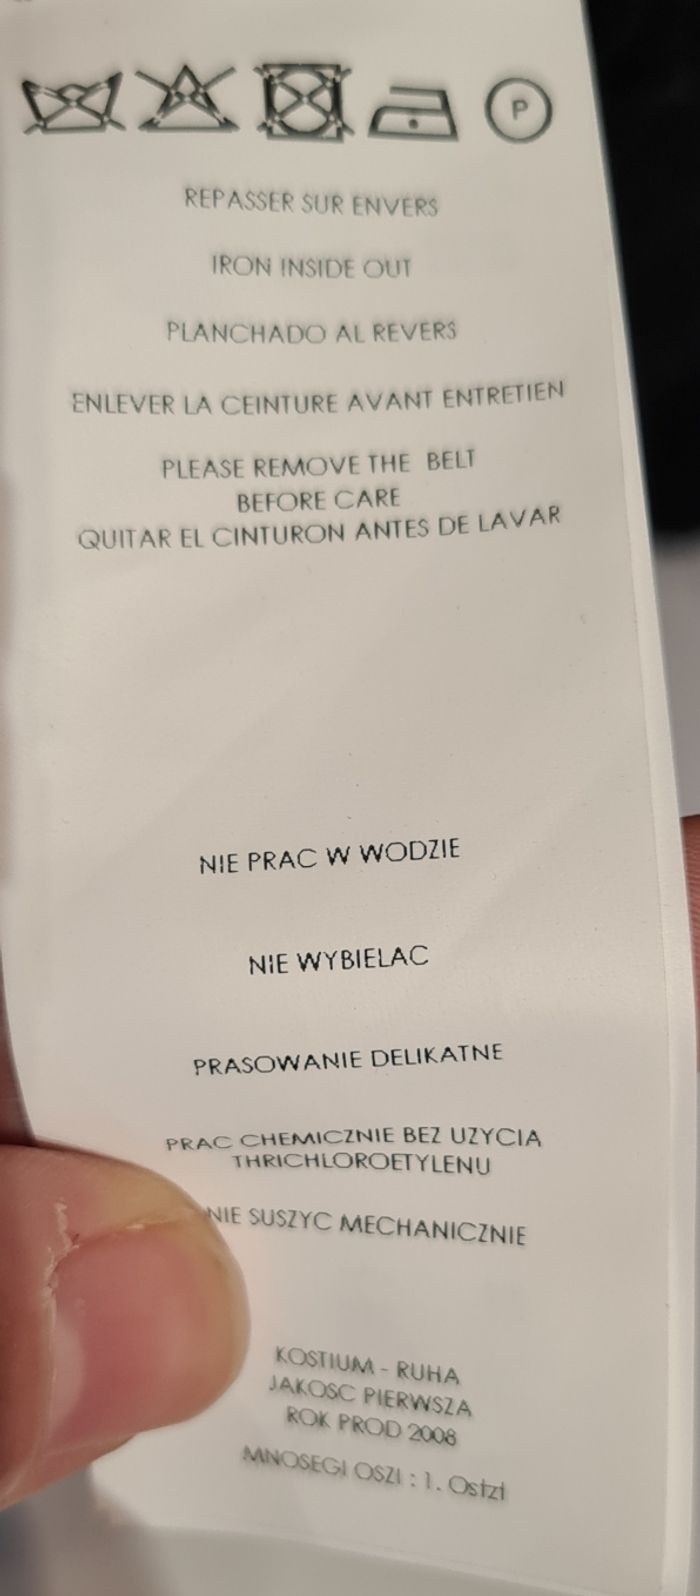 P
REPASSER SUR ENVERS
IRON INSIDE OUT
PLANCHADO AL REVERS
ENLEVER LA CEINTURE AVANT ENTRETIEN
PLEASE REMOVE THE BELT
BEFORE CARE
QUITAR EL CINTURON ANTES DE LAVAR
NIE PRAC W WODZIE
NIE WYBIELAC
PRASOWANIE DELIKATNE
PRAC CHEMICZNIE BEZ UZYCIA
THRICHLOROETYLENU
NIE SUSZYC MECHANICZNIE
KOSTIUM - RUHA
JAKOSC PIERWSZA
ROK PROD 2008
MNOSEGI OSZI : 1. Osfzt